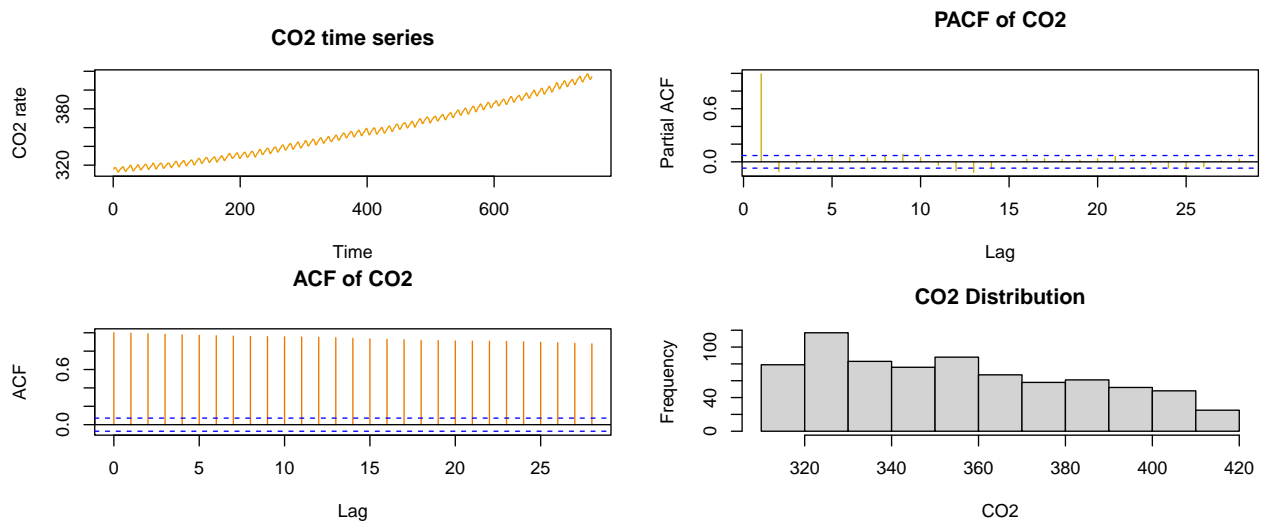 CO2 time series
CO2 rate
320 380
0 200 400 600
Time
PACF of CO2
Partial ACF
0.0 0.6
0 5 10 15 20 25
Lag
ACF of CO2
ACF
0.0 0.6
0 5 10 15 20 25
Lag
CO2 Distribution
Frequency
0 40 100
320 340 360 380 400 420
CO2